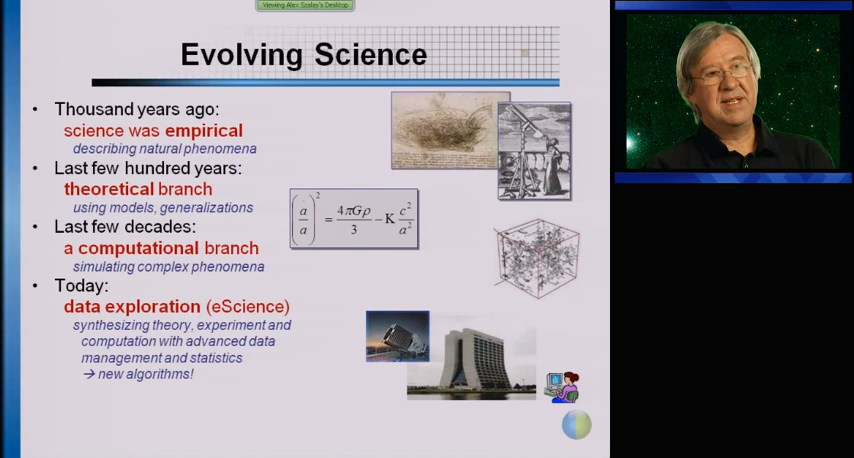 Viewing Alex Szalay's Desktop
Evolving Science
• Thousand years ago:
science was empirical
describing natural phenomena
• Last few hundred years:
theoretical branch
using models, generalizations
(ȧ/a)² = 4πGρ/3 − K c²/a²
• Last few decades:
a computational branch
simulating complex phenomena
• Today:
data exploration (eScience)
synthesizing theory, experiment and
computation with advanced data
management and statistics
→ new algorithms!